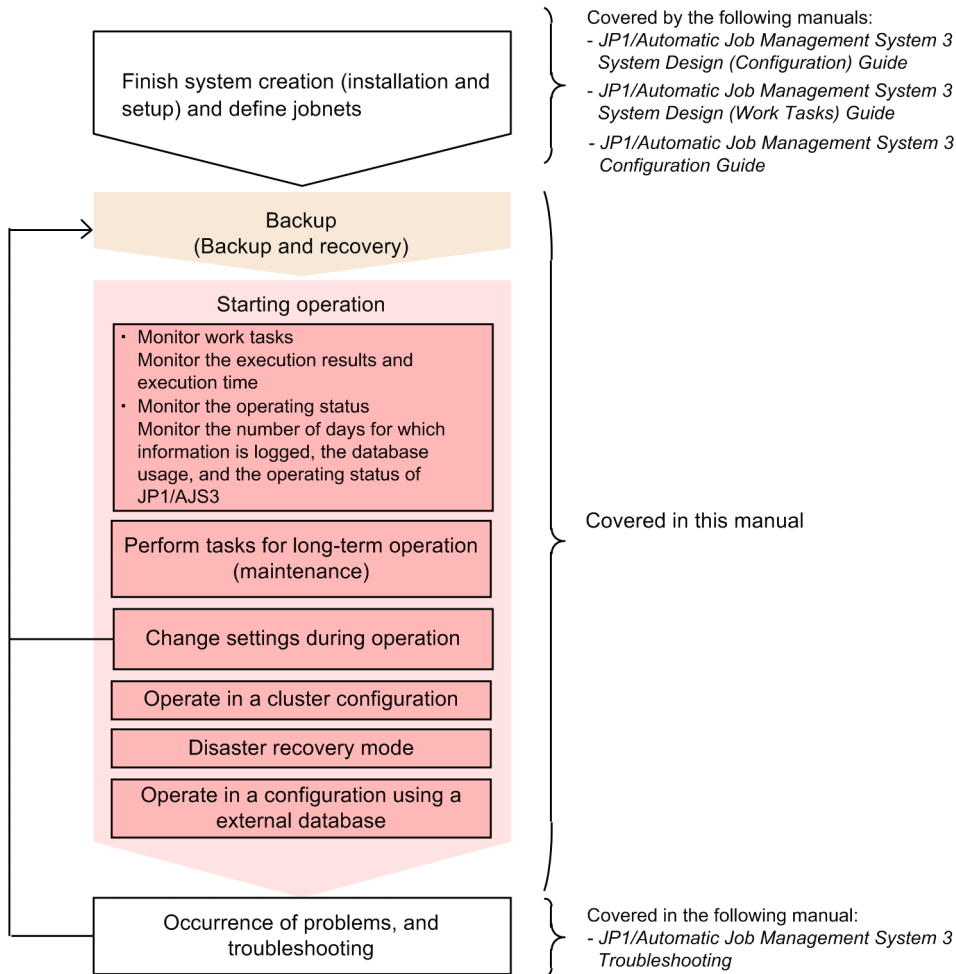 Covered by the following manuals:
- JP1/Automatic Job Management System 3
System Design (Configuration) Guide
- JP1/Automatic Job Management System 3
System Design (Work Tasks) Guide
- JP1/Automatic Job Management System 3
Configuration Guide
Finish system creation (installation and
setup) and define jobnets
Backup
(Backup and recovery)
Starting operation
・ Monitor work tasks
Monitor the execution results and
execution time
・ Monitor the operating status
Monitor the number of days for which
information is logged, the database
usage, and the operating status of
JP1/AJS3
Perform tasks for long-term operation
(maintenance)
Change settings during operation
Operate in a cluster configuration
Disaster recovery mode
Operate in a configuration using a
external database
Covered in this manual
Occurrence of problems, and
troubleshooting
Covered in the following manual:
- JP1/Automatic Job Management System 3
Troubleshooting